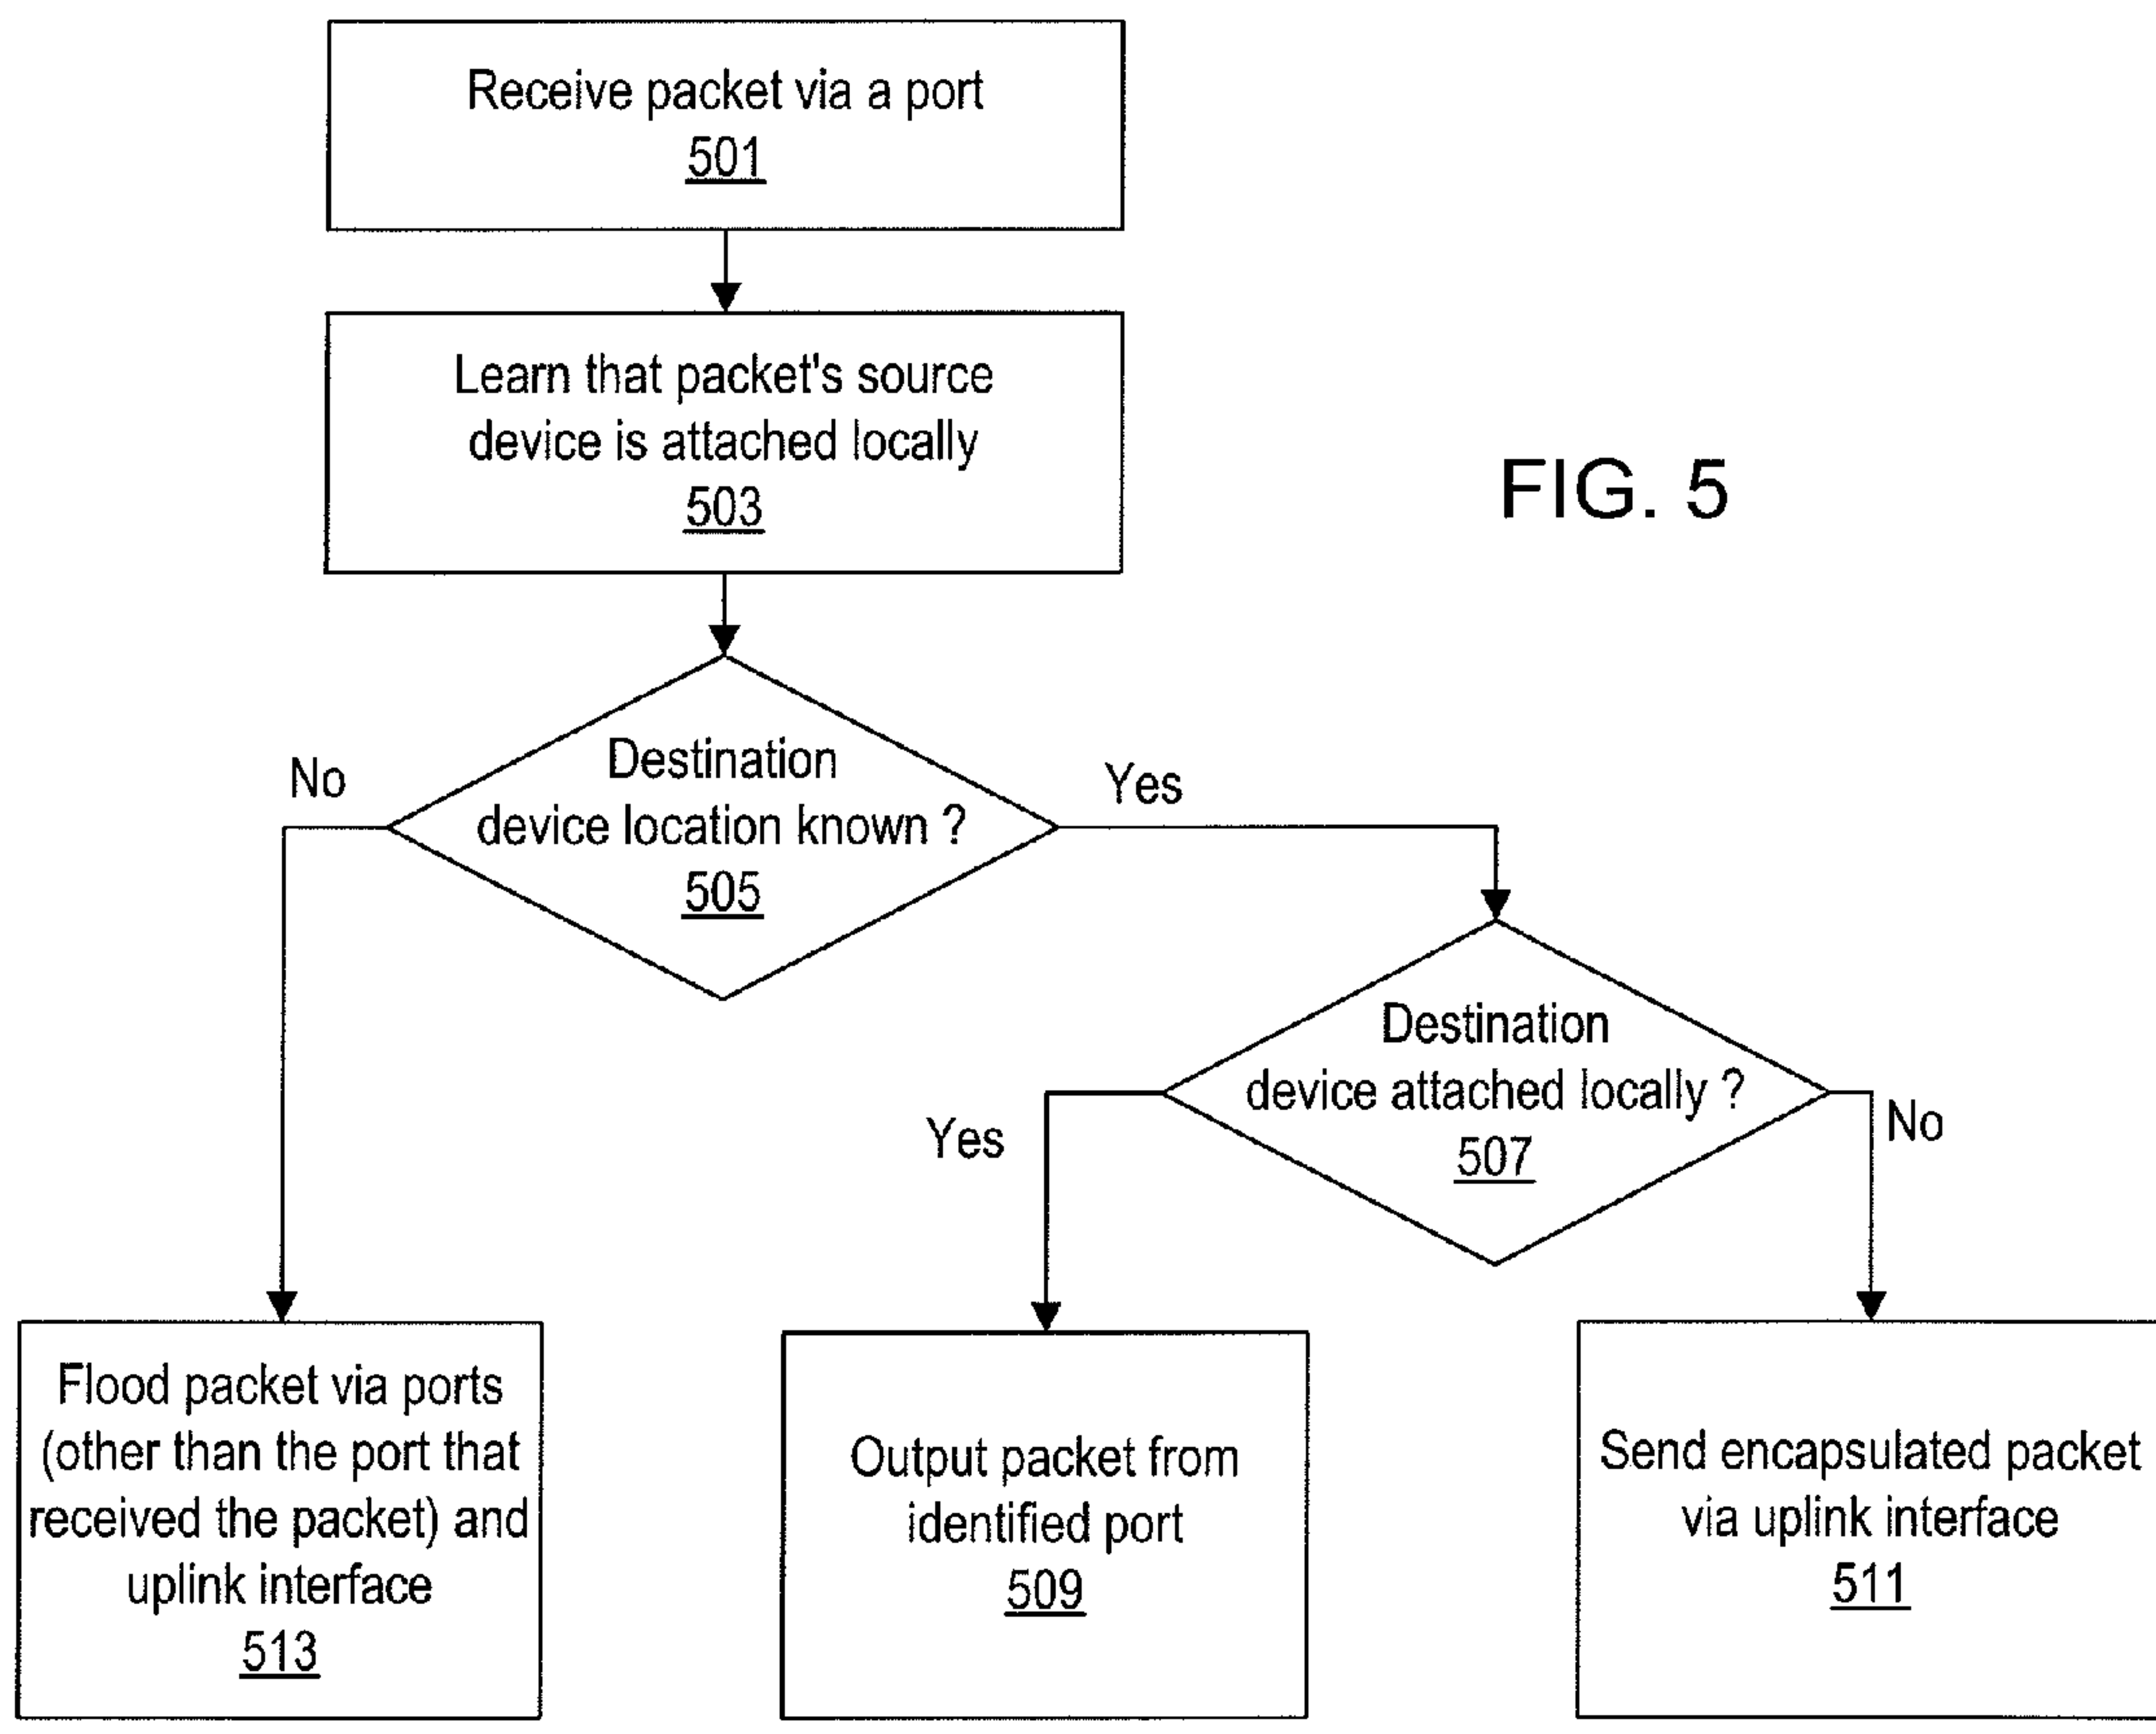 Receive packet via a port
501
Learn that packet's source
device is attached locally
503
FIG. 5
Destination
device location known ?
505
No
Yes
Destination
device attached locally ?
507
Yes
No
Flood packet via ports
(other than the port that
received the packet) and
uplink interface
513
Output packet from
identified port
509
Send encapsulated packet
via uplink interface
511